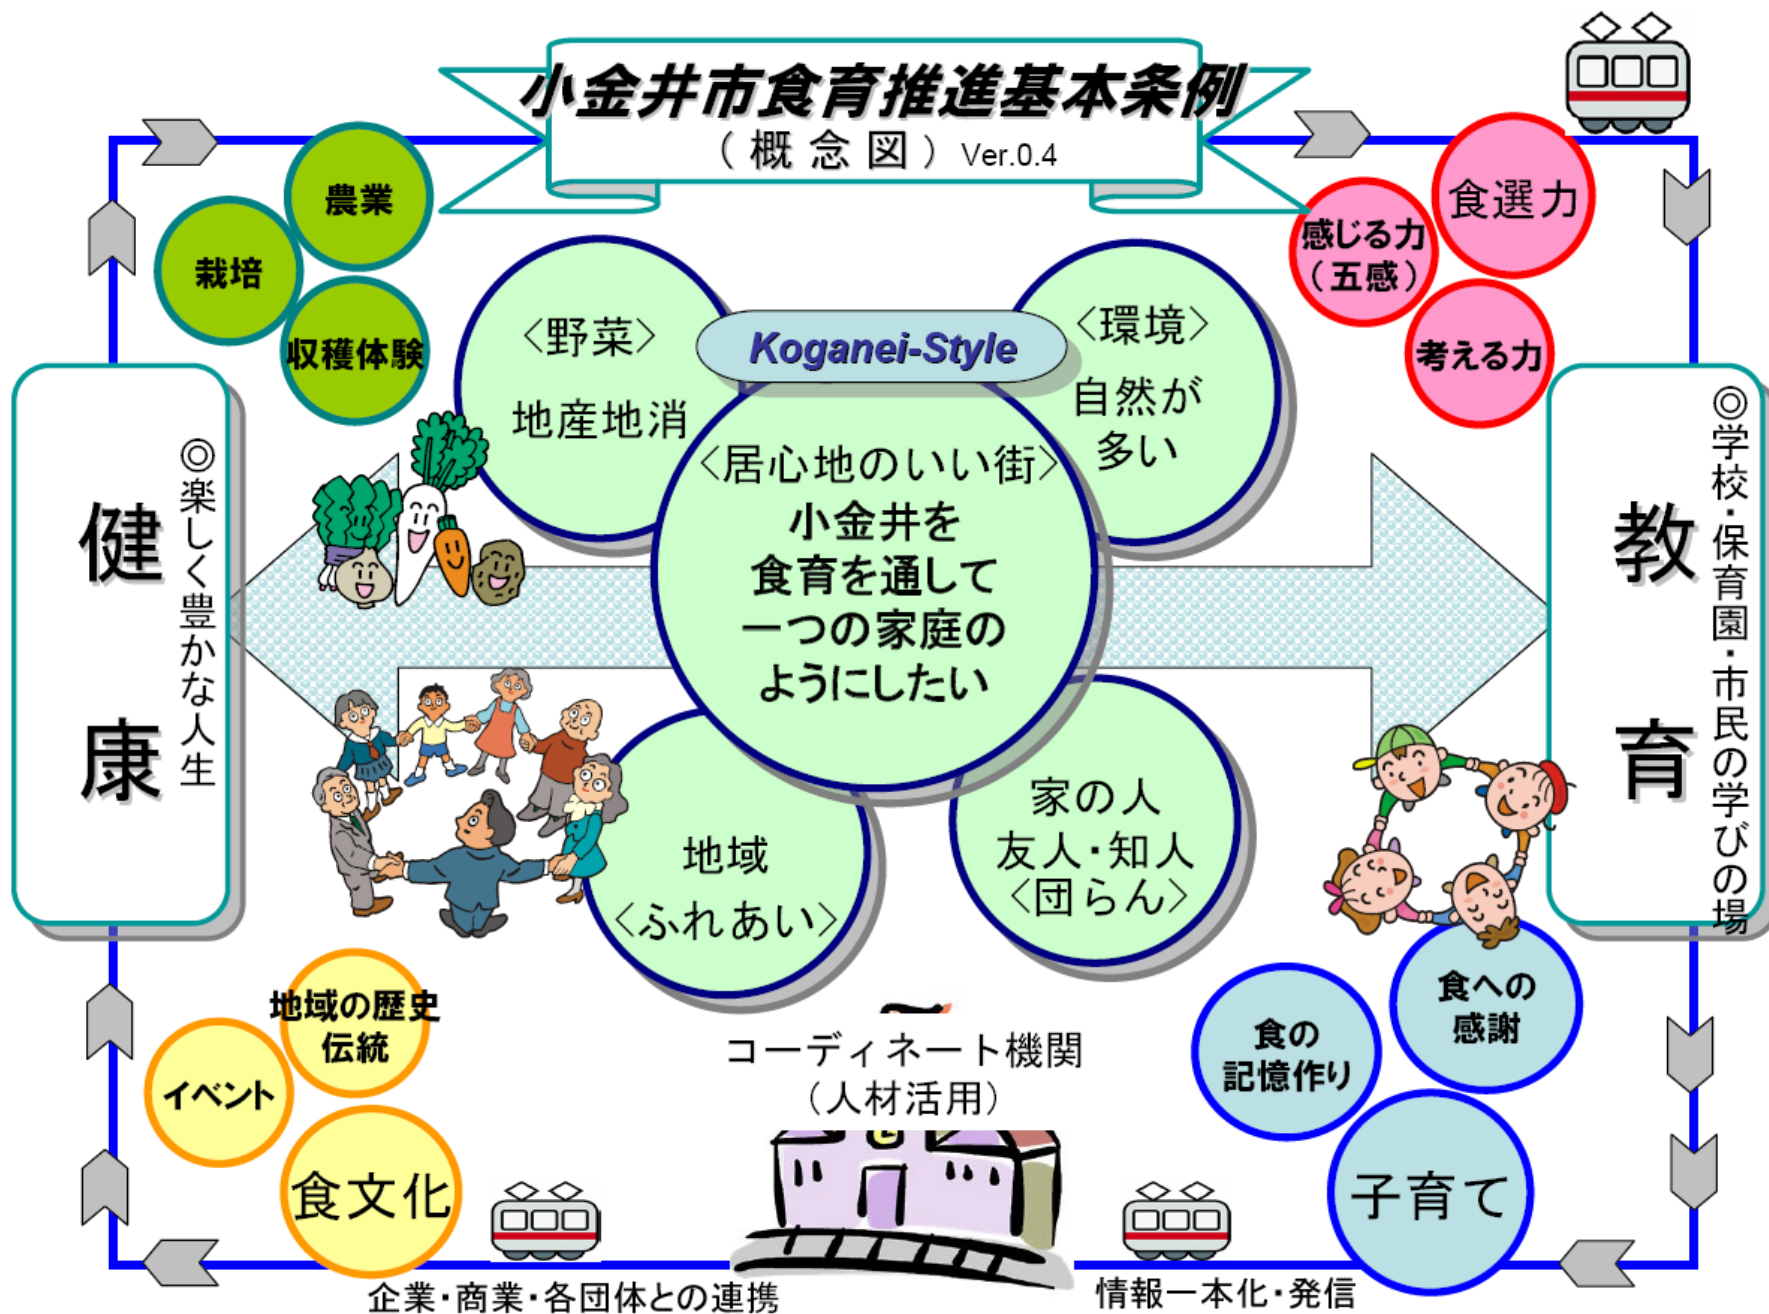 小金井市食育推進基本条例
（概念図）Ver.0.4
農業
栽培
収穫体験
食選力
感じる力
（五感）
考える力
〈野菜〉
地産地消
Koganei-Style
〈環境〉
自然が
多い
〈居心地のいい街〉
小金井を
食育を通して
一つの家庭の
ようにしたい
健康
◎楽しく豊かな人生
教育
◎学校・保育園・市民の学びの場
地域
〈ふれあい〉
家の人
友人・知人
〈団らん〉
地域の歴史
伝統
イベント
食文化
コーディネート機関
（人材活用）
食への
感謝
食の
記憶作り
子育て
企業・商業・各団体との連携
情報一本化・発信